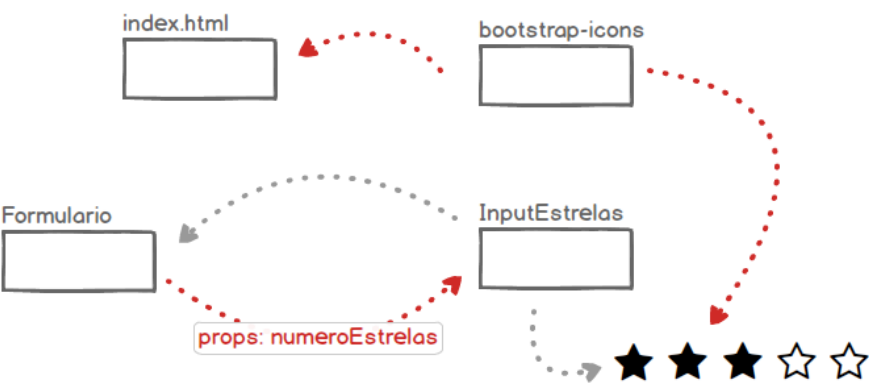 index.html
bootstrap-icons
Formulario
InputEstrelas
props: numeroEstrelas